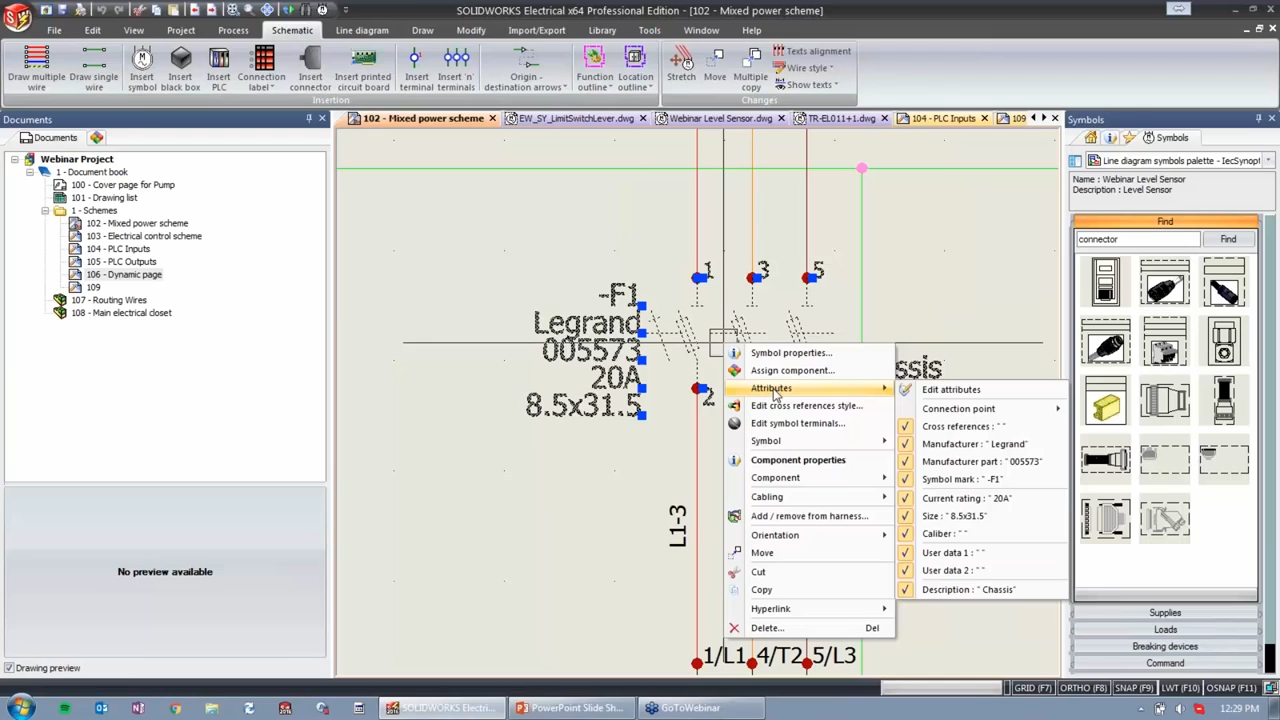 SOLIDWORKS Electrical x64 Professional Edition - [102 - Mixed power scheme]
File Edit View Project Process Schematic Line diagram Draw Modify Import/Export Library Tools Window Help
Draw multiple wire
Draw single wire
Insert symbol
Insert black box
Insert PLC
Connection label
Insert connector
Insert printed circuit board
Insert terminal
Insert 'n' terminals
Origin - destination arrows
Function outline
Location outline
Stretch
Move
Multiple copy
Texts alignment
Wire style
Show texts
Insertion
Changes
Documents
102 - Mixed power scheme
EW_SY_LimitSwitchLever.dwg
Webinar Level Sensor.dwg
TR-EL011+1.dwg
104 - PLC Inputs
109
Symbols
Documents
Webinar Project
1 - Document book
100 - Cover page for Pump
101 - Drawing list
1 - Schemes
102 - Mixed power scheme
103 - Electrical control scheme
104 - PLC Inputs
105 - PLC Outputs
106 - Dynamic page
109
107 - Routing Wires
108 - Main electrical closet
No preview available
Drawing preview
1 3 5
-F1
Legrand
005573
20A
8.5x31.5
2
L1-3
1/L1 4/T2 5/L3
Symbol properties...
Assign component...
Attributes
Edit cross references style...
Edit symbol terminals...
Symbol
Component properties
Component
Cabling
Add / remove from harness...
Orientation
Move
Cut
Copy
Hyperlink
Delete... Del
Edit attributes
Connection point
Cross references : " "
Manufacturer : " Legrand"
Manufacturer part : "005573"
Symbol mark : " -F1"
Current rating : "20A"
Size : "8.5x31.5"
Caliber : " "
User data 1 : " "
User data 2 : " "
Description : "Chassis"
Symbols
Line diagram symbols palette - IecSynopt
Name : Webinar Level Sensor
Description : Level Sensor
Find
connector
Find
Supplies
Loads
Breaking devices
Command
GRID (F7) ORTHO (F8) SNAP (F9) LWT (F10) OSNAP (F11)
SOLIDWORKS Electri...
PowerPoint Slide Sh...
GoToWebinar
12:29 PM